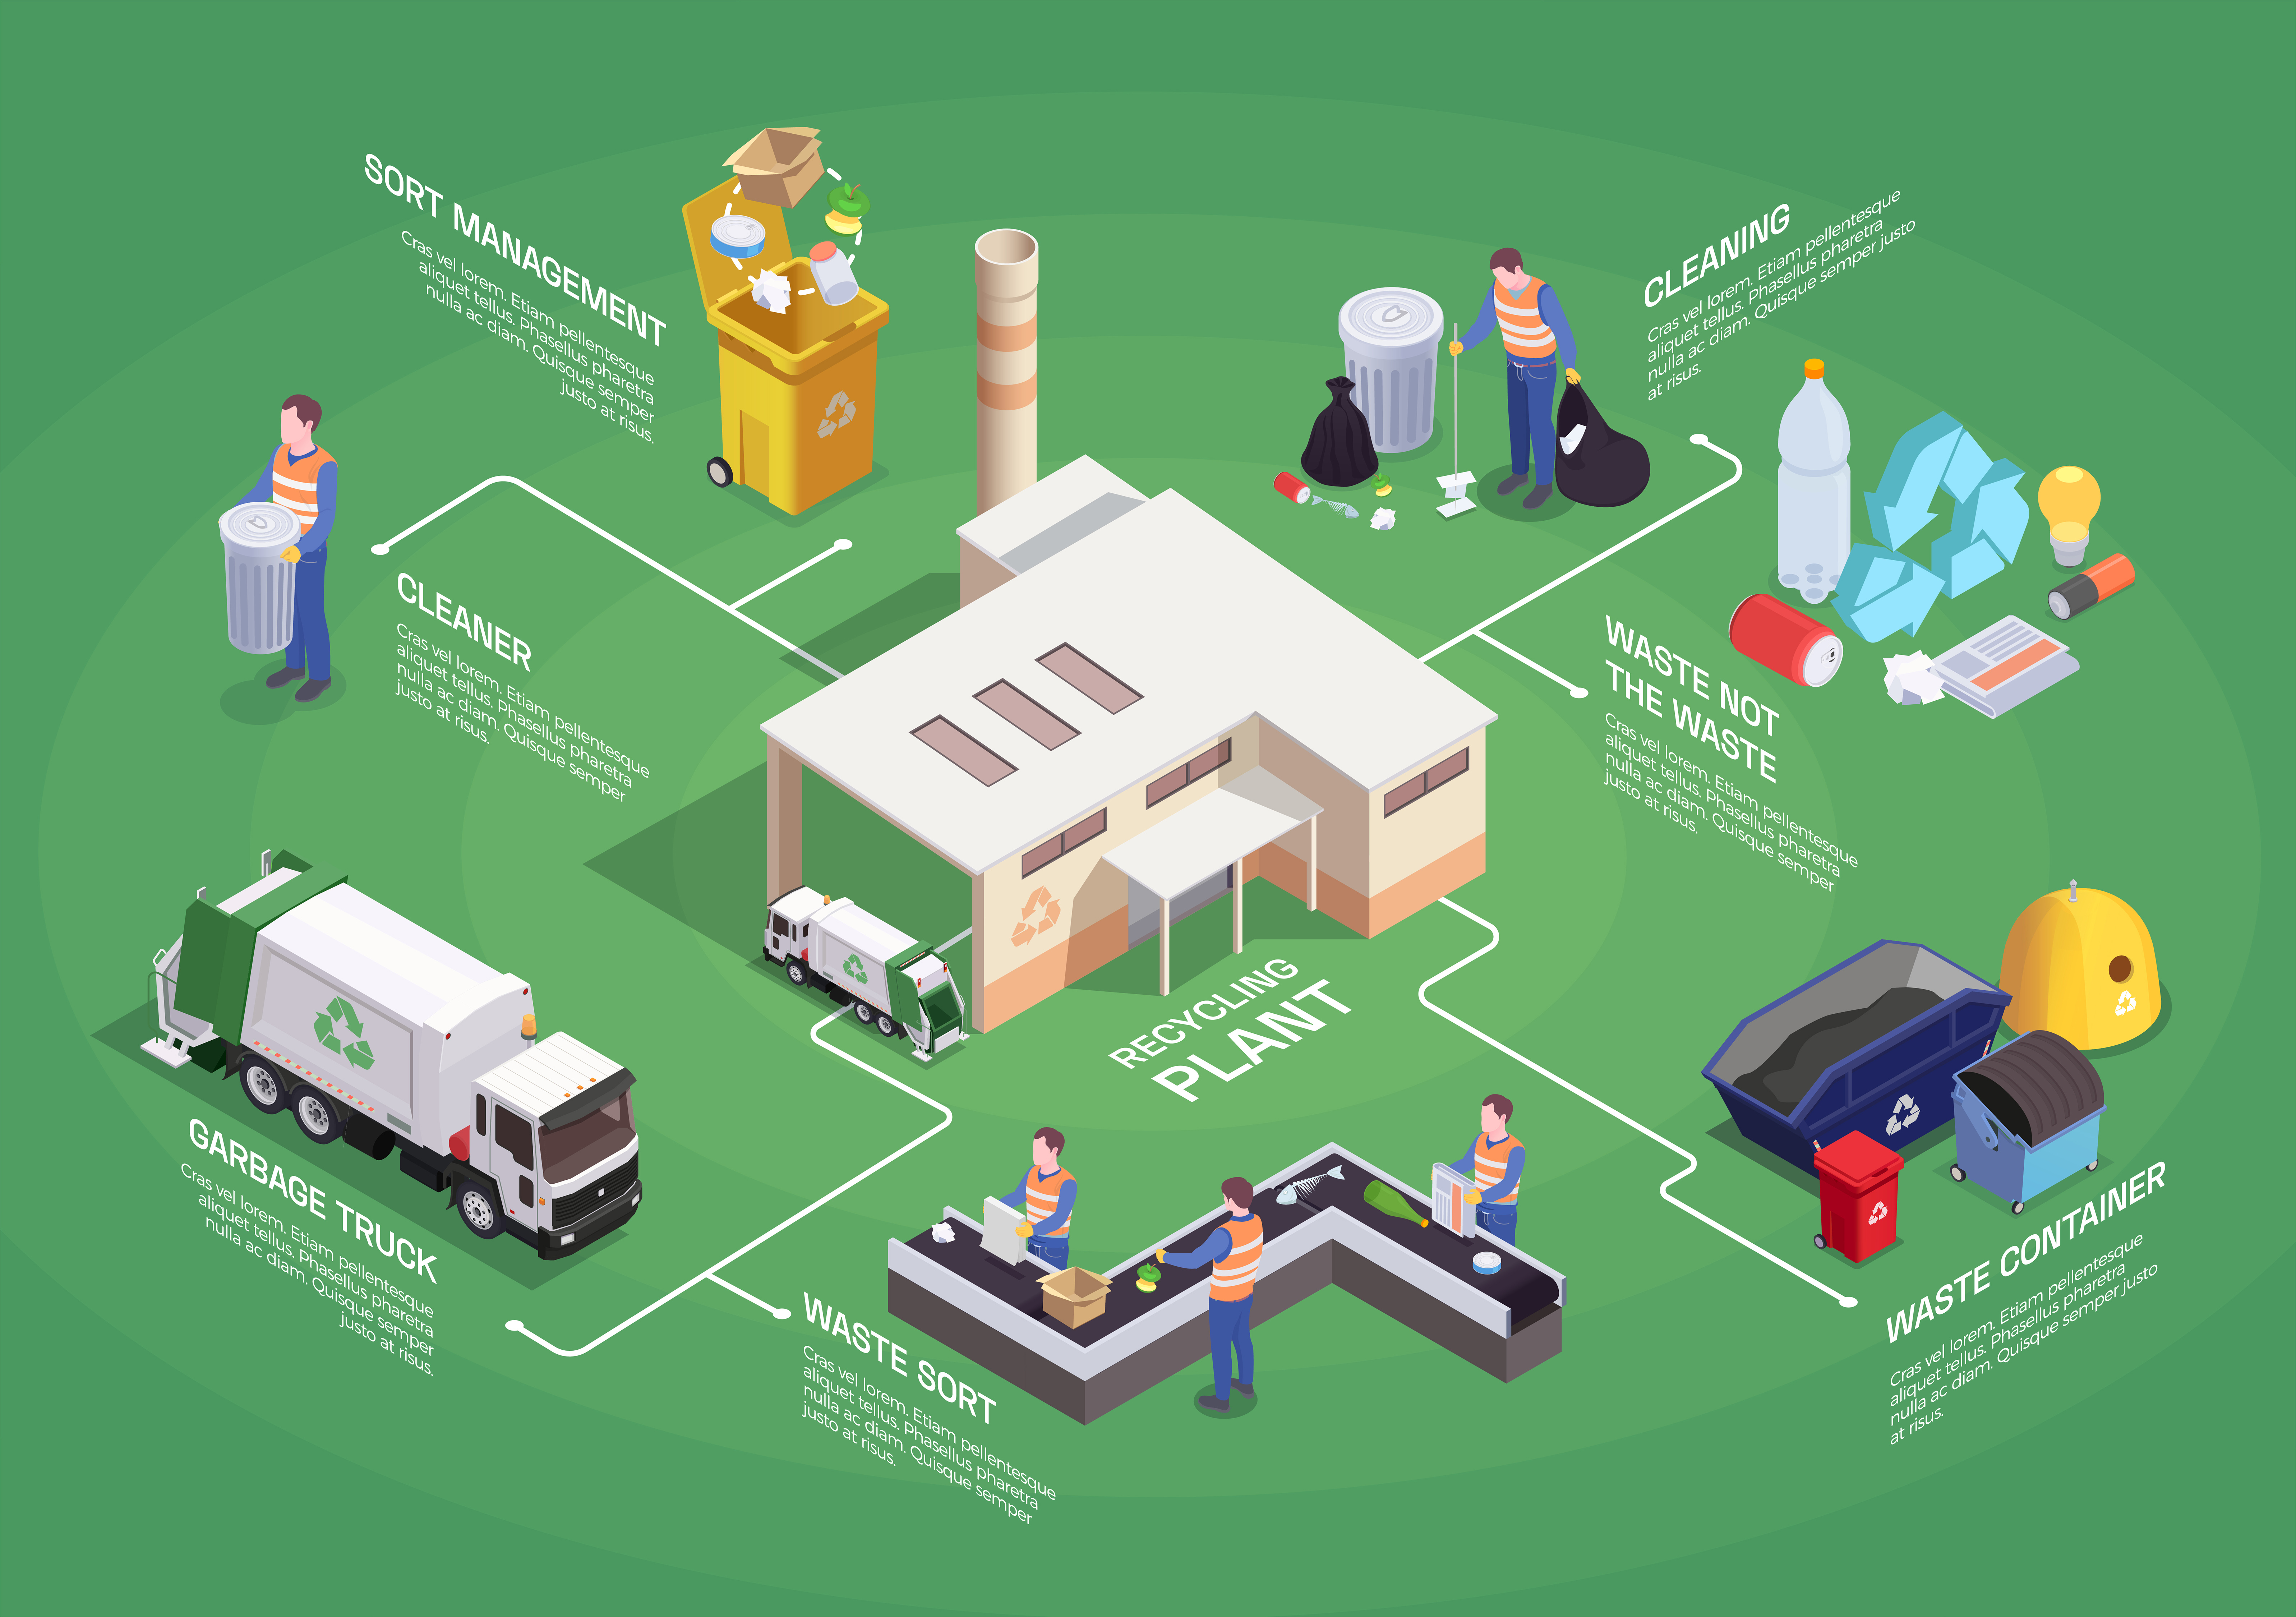 SORT MANAGEMENT
Cras vel lorem. Etiam pellentesque
aliquet tellus. Phasellus pharetra
nulla ac diam. Quisque semper
justo at risus.
CLEANING
Cras vel lorem. Etiam pellentesque
aliquet tellus. Phasellus pharetra
nulla ac diam. Quisque semper justo
at risus.
CLEANER
Cras vel lorem. Etiam pellentesque
aliquet tellus. Phasellus pharetra
nulla ac diam. Quisque semper
justo at risus.
WASTE NOT
THE WASTE
Cras vel lorem. Etiam pellentesque
aliquet tellus. Phasellus pharetra
nulla ac diam. Quisque semper
justo at risus.
RECYCLING
PLANT
GARBAGE TRUCK
Cras vel lorem. Etiam pellentesque
aliquet tellus. Phasellus pharetra
nulla ac diam. Quisque semper
justo at risus.
WASTE SORT
Cras vel lorem. Etiam pellentesque
aliquet tellus. Phasellus pharetra
nulla ac diam. Quisque semper
justo at risus.
WASTE CONTAINER
Cras vel lorem. Etiam pellentesque
aliquet tellus. Phasellus pharetra
nulla ac diam. Quisque semper justo
at risus.